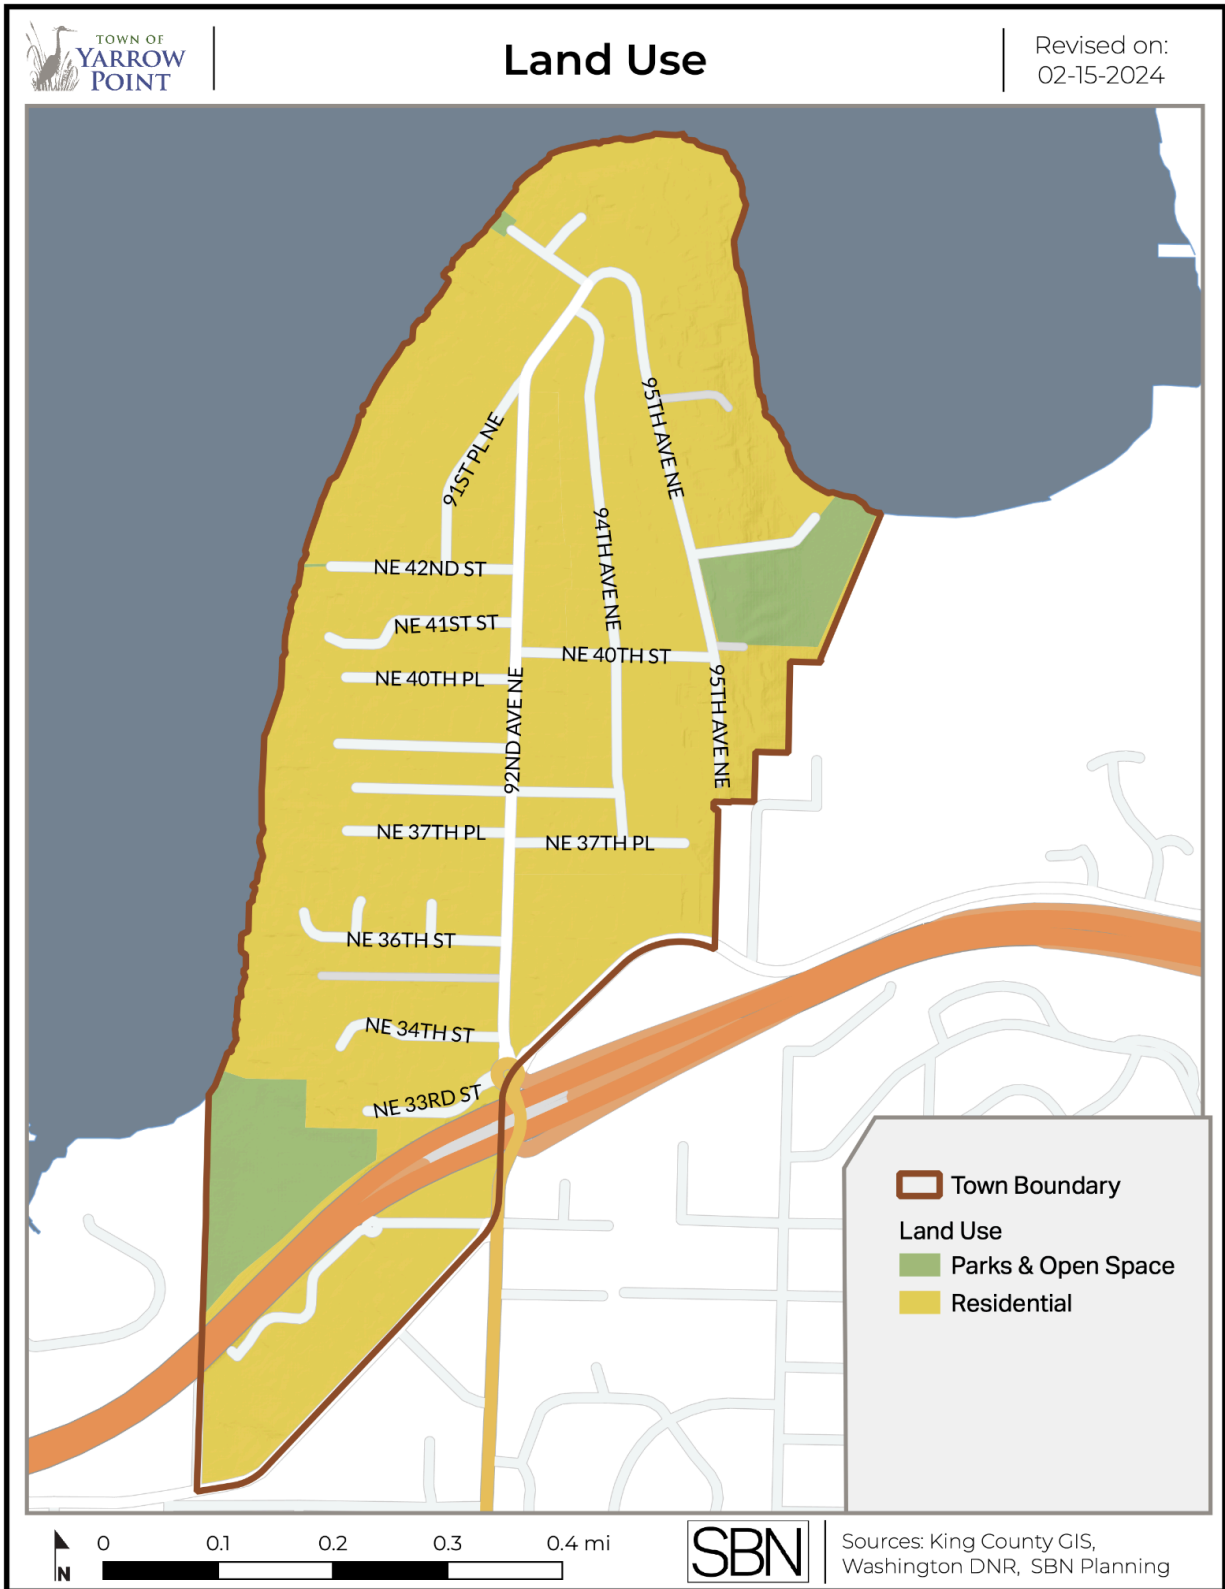 TOWN OF
YARROW
POINT
Land Use
Revised on:
02-15-2024
95TH AVE NE
91ST PL NE
94TH AVE NE
NE 42ND ST
NE 41ST ST
NE 40TH ST
NE 40TH PL
92ND AVE NE
95TH AVE NE
NE 37TH PL
NE 37TH PL
NE 36TH ST
NE 34TH ST
NE 33RD ST
Town Boundary
Land Use
Parks & Open Space
Residential
N
0 0.1 0.2 0.3 0.4 mi
SBN
Sources: King County GIS,
Washington DNR, SBN Planning